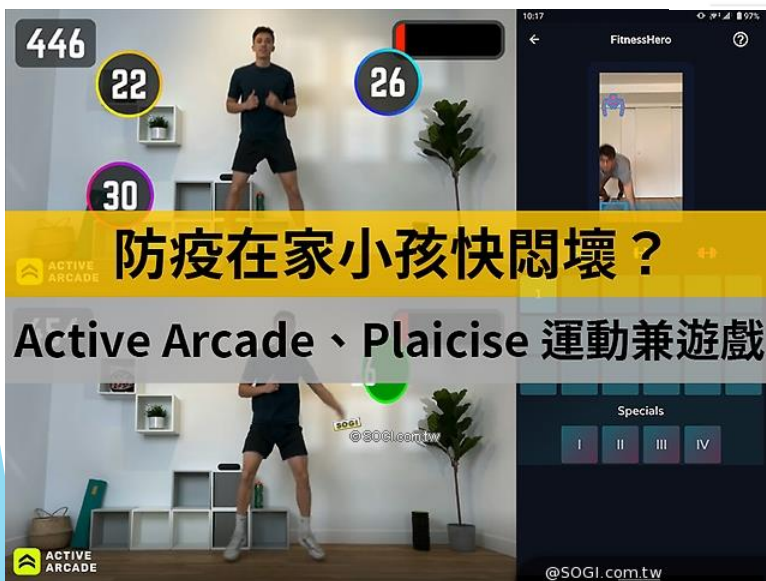 446
22
26
30
ACTIVE
ARCADE
10:17
97%
FitnessHero
防疫在家小孩快悶壞？
Active Arcade、Plaicise 運動兼遊戲
SOGI
©SOGI.com.tw
Specials
I II III IV
ACTIVE
ARCADE
@SOGI.com.tw